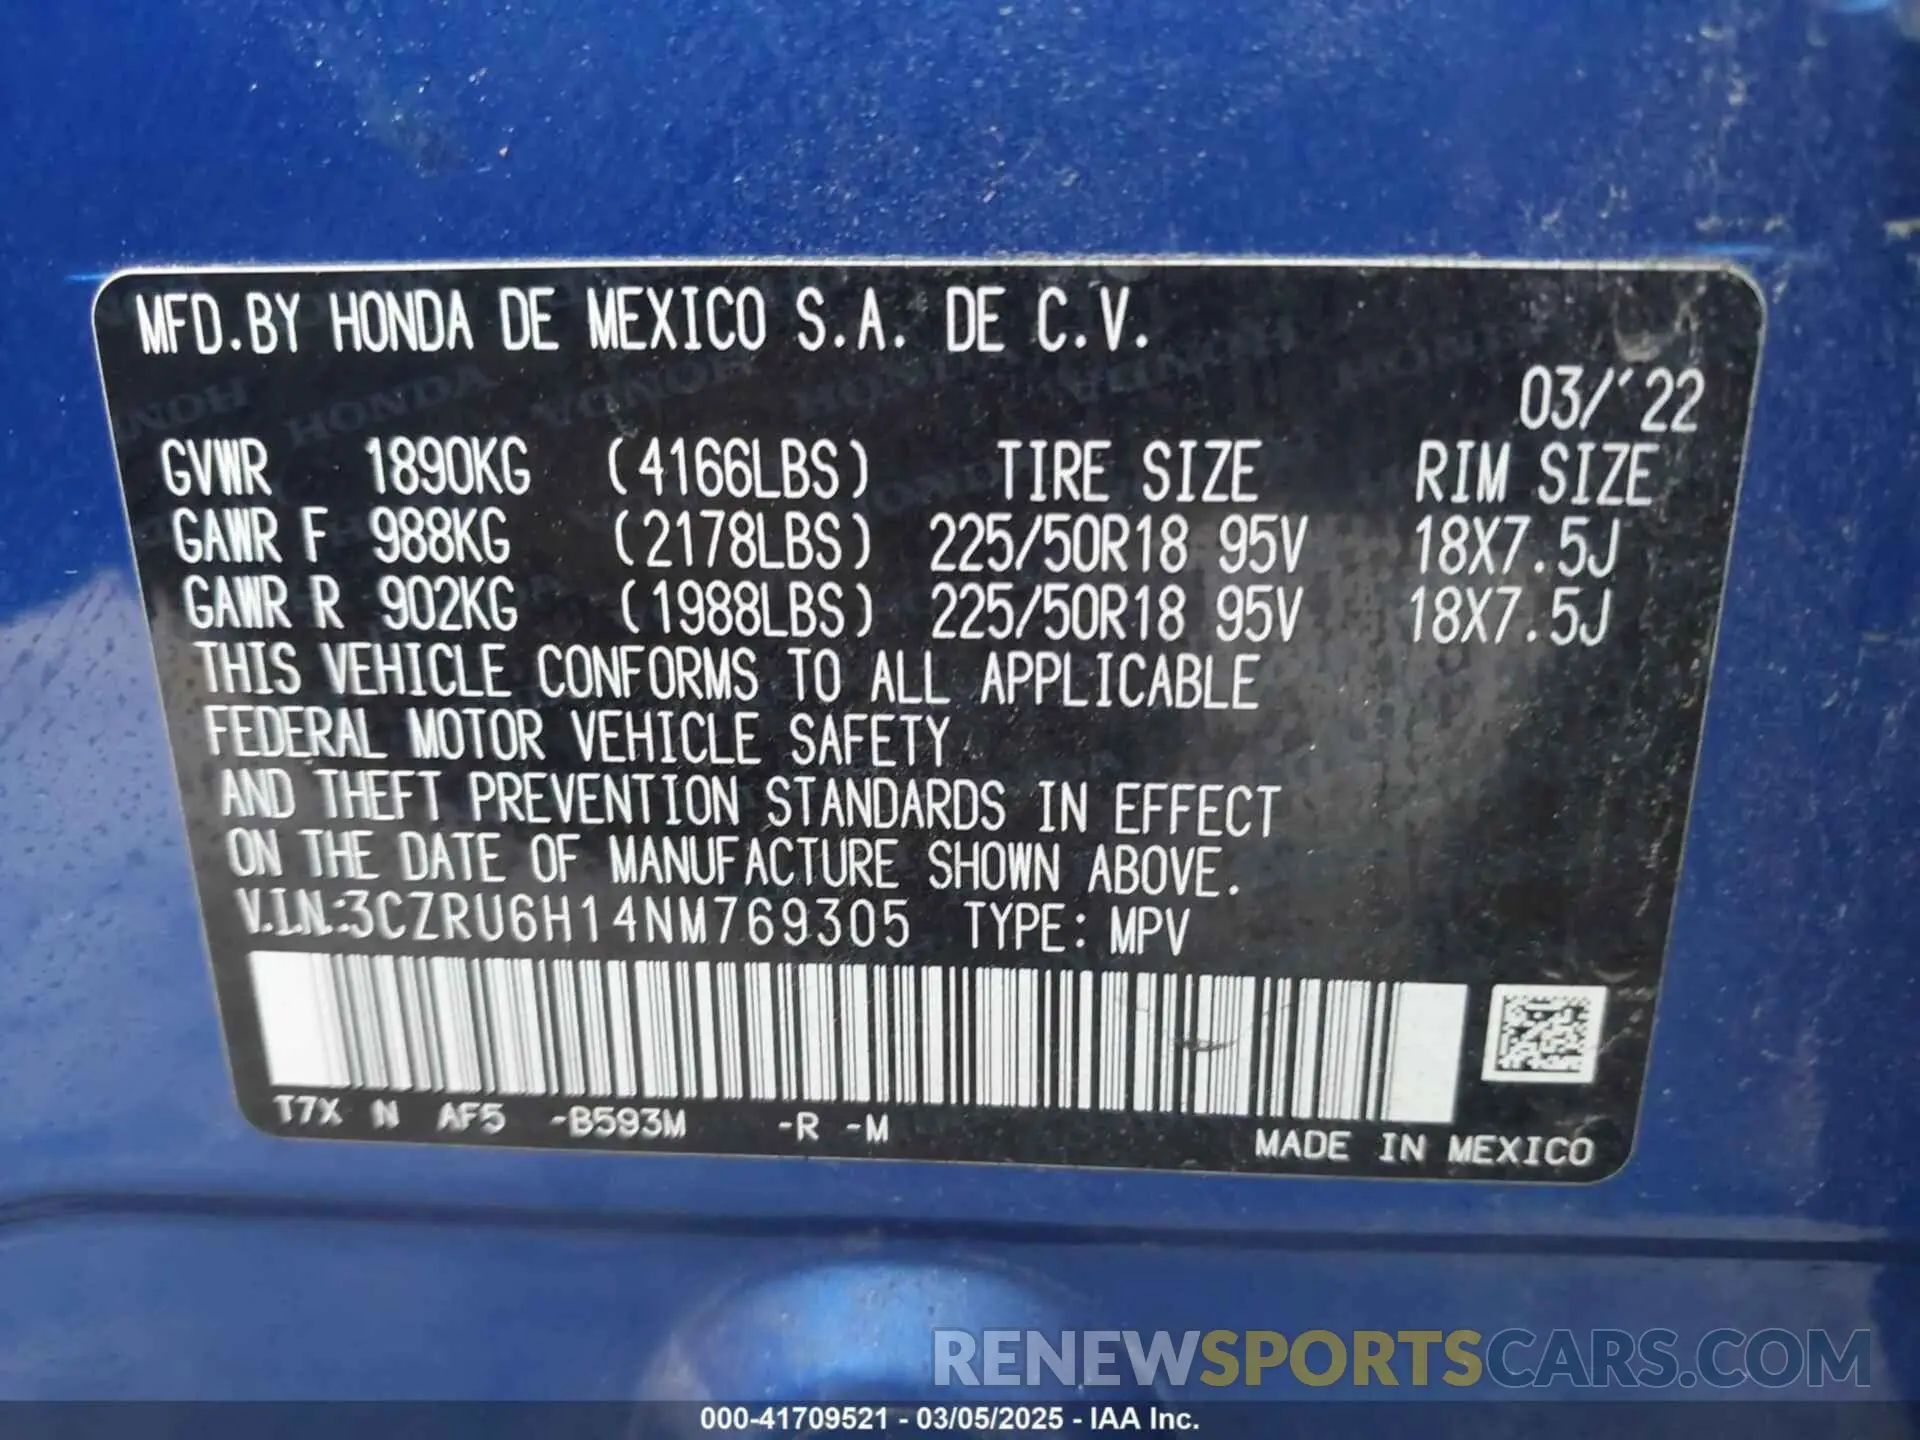 MFD.BY HONDA DE MEXICO S.A. DE C.V.
03/'22
GVWR 1890KG (4166LBS) TIRE SIZE RIM SIZE
GAWR F 988KG (2178LBS) 225/50R18 95V 18X7.5J
GAWR R 902KG (1988LBS) 225/50R18 95V 18X7.5J
THIS VEHICLE CONFORMS TO ALL APPLICABLE
FEDERAL MOTOR VEHICLE SAFETY
AND THEFT PREVENTION STANDARDS IN EFFECT
ON THE DATE OF MANUFACTURE SHOWN ABOVE.
V.I.N.:3CZRU6H14NM769305 TYPE: MPV
T7X N AF5 -B593M -R -M
MADE IN MEXICO
RENEWSPORTSCARS.COM
000-41709521 - 03/05/2025 - IAA Inc.